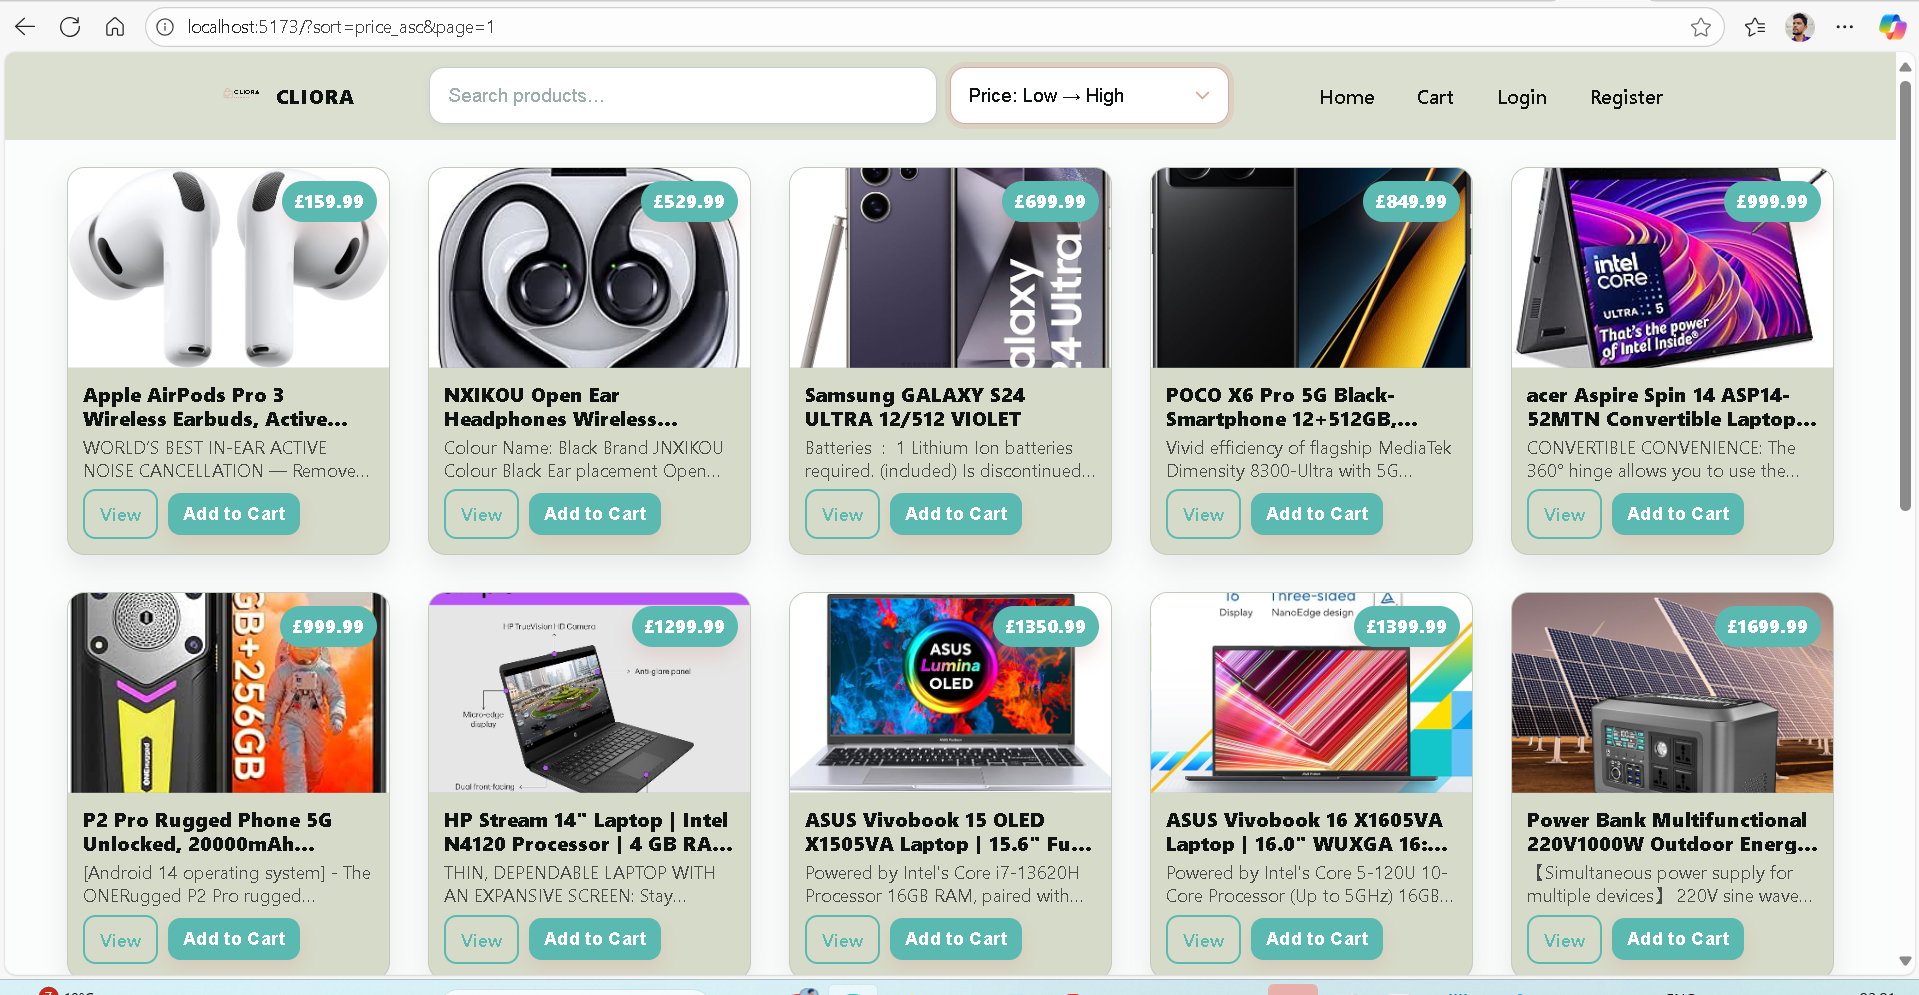 localhost:5173/?sort=price_asc&page=1
CLIORA
CLIORA
Search products...
Price: Low → High
Home
Cart
Login
Register
£159.99
£529.99
£699.99
£849.99
£999.99
alaxy
24 Ultra
intel
CORE
ULTRA 5
That's the power
of Intel Inside®
Apple AirPods Pro 3
Wireless Earbuds, Active...
WORLD'S BEST IN-EAR ACTIVE
NOISE CANCELLATION — Remove...
View
Add to Cart
NXIKOU Open Ear
Headphones Wireless...
Colour Name: Black Brand JNXIKOU
Colour Black Ear placement Open...
View
Add to Cart
Samsung GALAXY S24
ULTRA 12/512 VIOLET
Batteries : 1 Lithium Ion batteries
required. (included) Is discontinued...
View
Add to Cart
POCO X6 Pro 5G Black-
Smartphone 12+512GB,...
Vivid efficiency of flagship MediaTek
Dimensity 8300-Ultra with 5G...
View
Add to Cart
acer Aspire Spin 14 ASP14-
52MTN Convertible Laptop...
CONVERTIBLE CONVENIENCE: The
360° hinge allows you to use the...
View
Add to Cart
£999.99
GB+256GB
ONERugged
£1299.99
HP TrueVision HD Camera
Anti-glare panel
Micro-edge
display
Dual front-facing
£1350.99
ASUS
Lumina
OLED
£1399.99
16
Display
Three-sided
NanoEdge design
£1699.99
P2 Pro Rugged Phone 5G
Unlocked, 20000mAh...
[Android 14 operating system] - The
ONERugged P2 Pro rugged...
View
Add to Cart
HP Stream 14" Laptop | Intel
N4120 Processor | 4 GB RA...
THIN, DEPENDABLE LAPTOP WITH
AN EXPANSIVE SCREEN: Stay...
View
Add to Cart
ASUS Vivobook 15 OLED
X1505VA Laptop | 15.6" Fu...
Powered by Intel's Core i7-13620H
Processor 16GB RAM, paired with...
View
Add to Cart
ASUS Vivobook 16 X1605VA
Laptop | 16.0" WUXGA 16:...
Powered by Intel's Core 5-120U 10-
Core Processor (Up to 5GHz) 16GB...
View
Add to Cart
Power Bank Multifunctional
220V1000W Outdoor Energ...
【Simultaneous power supply for
multiple devices】 220V sine wave...
View
Add to Cart